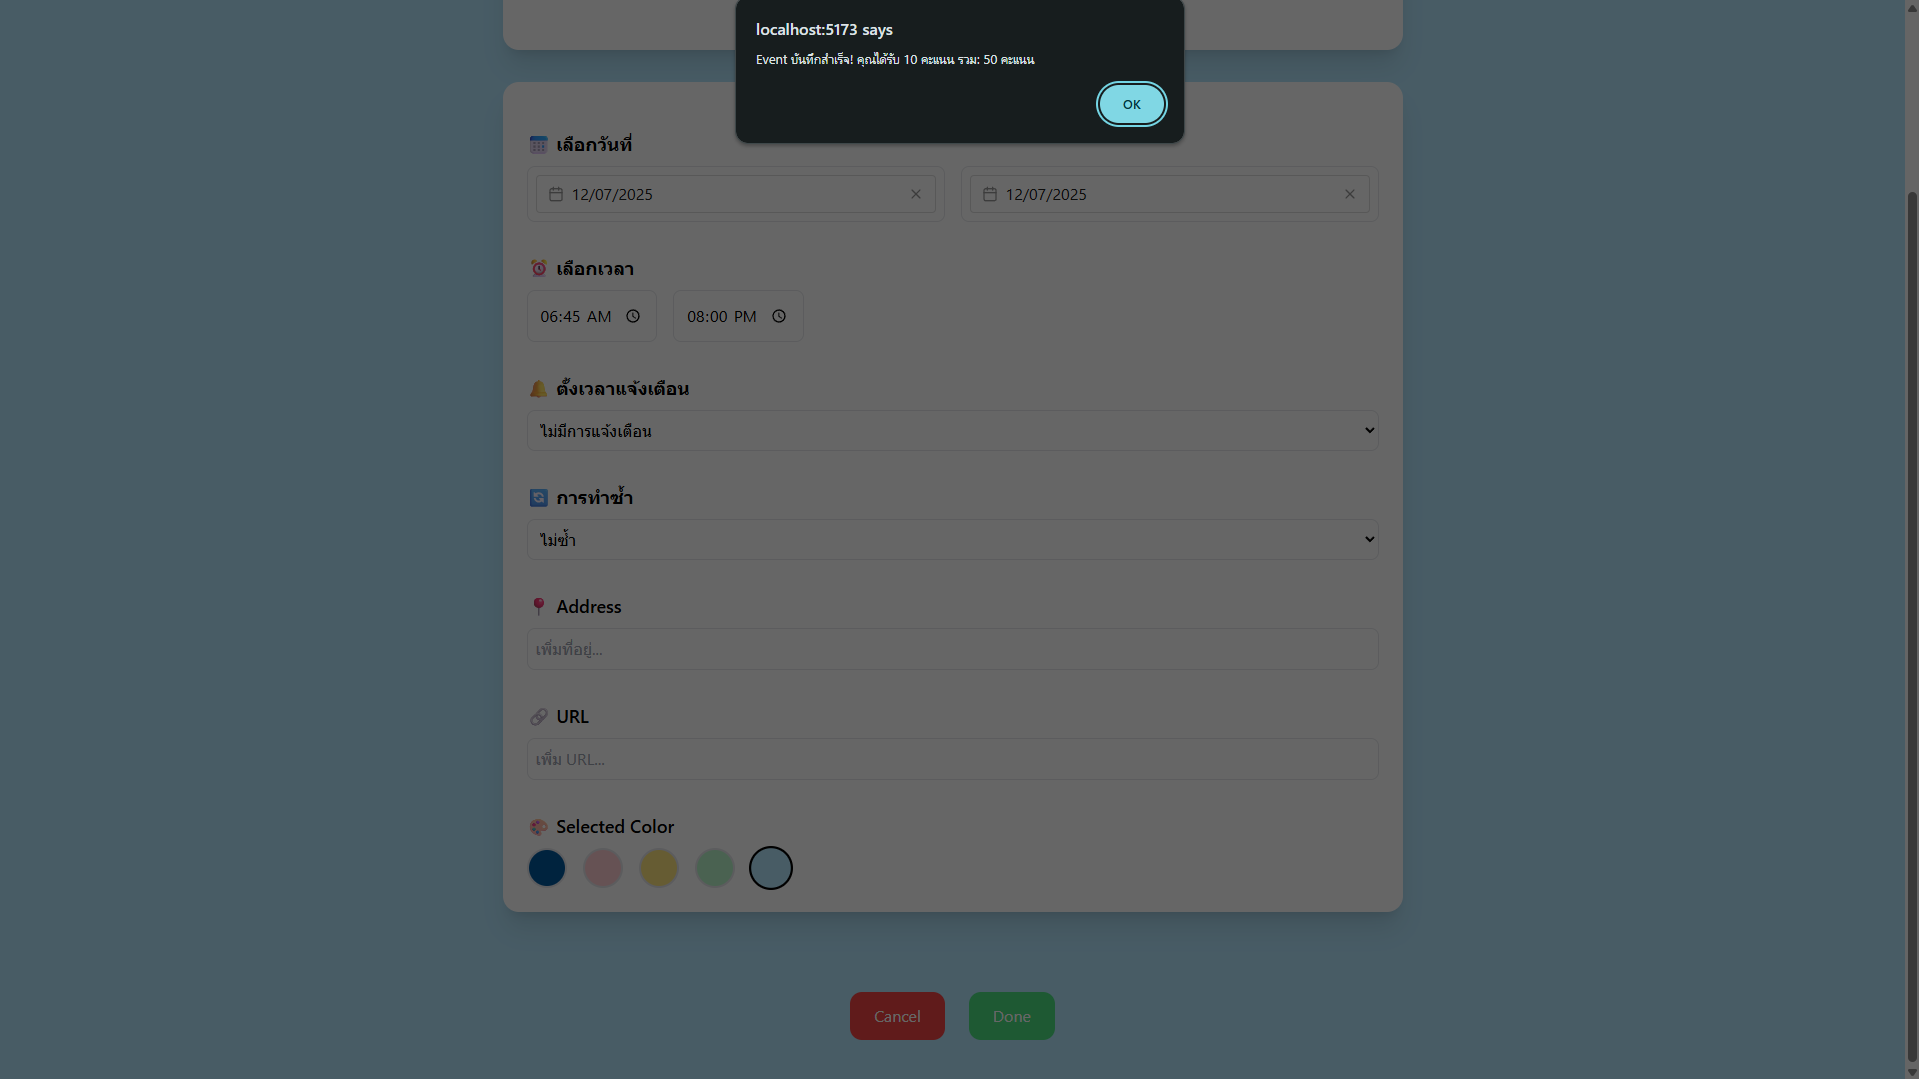 localhost:5173 says
Event บันทึกสำเร็จ! คุณได้รับ 10 คะแนน รวม: 50 คะแนน
OK
เลือกวันที่
12/07/2025
12/07/2025
เลือกเวลา
06:45 AM
08:00 PM
ตั้งเวลาแจ้งเตือน
ไม่มีการแจ้งเตือน
การทำซ้ำ
ไม่ซ้ำ
Address
เพิ่มที่อยู่...
URL
เพิ่ม URL...
Selected Color
Cancel
Done